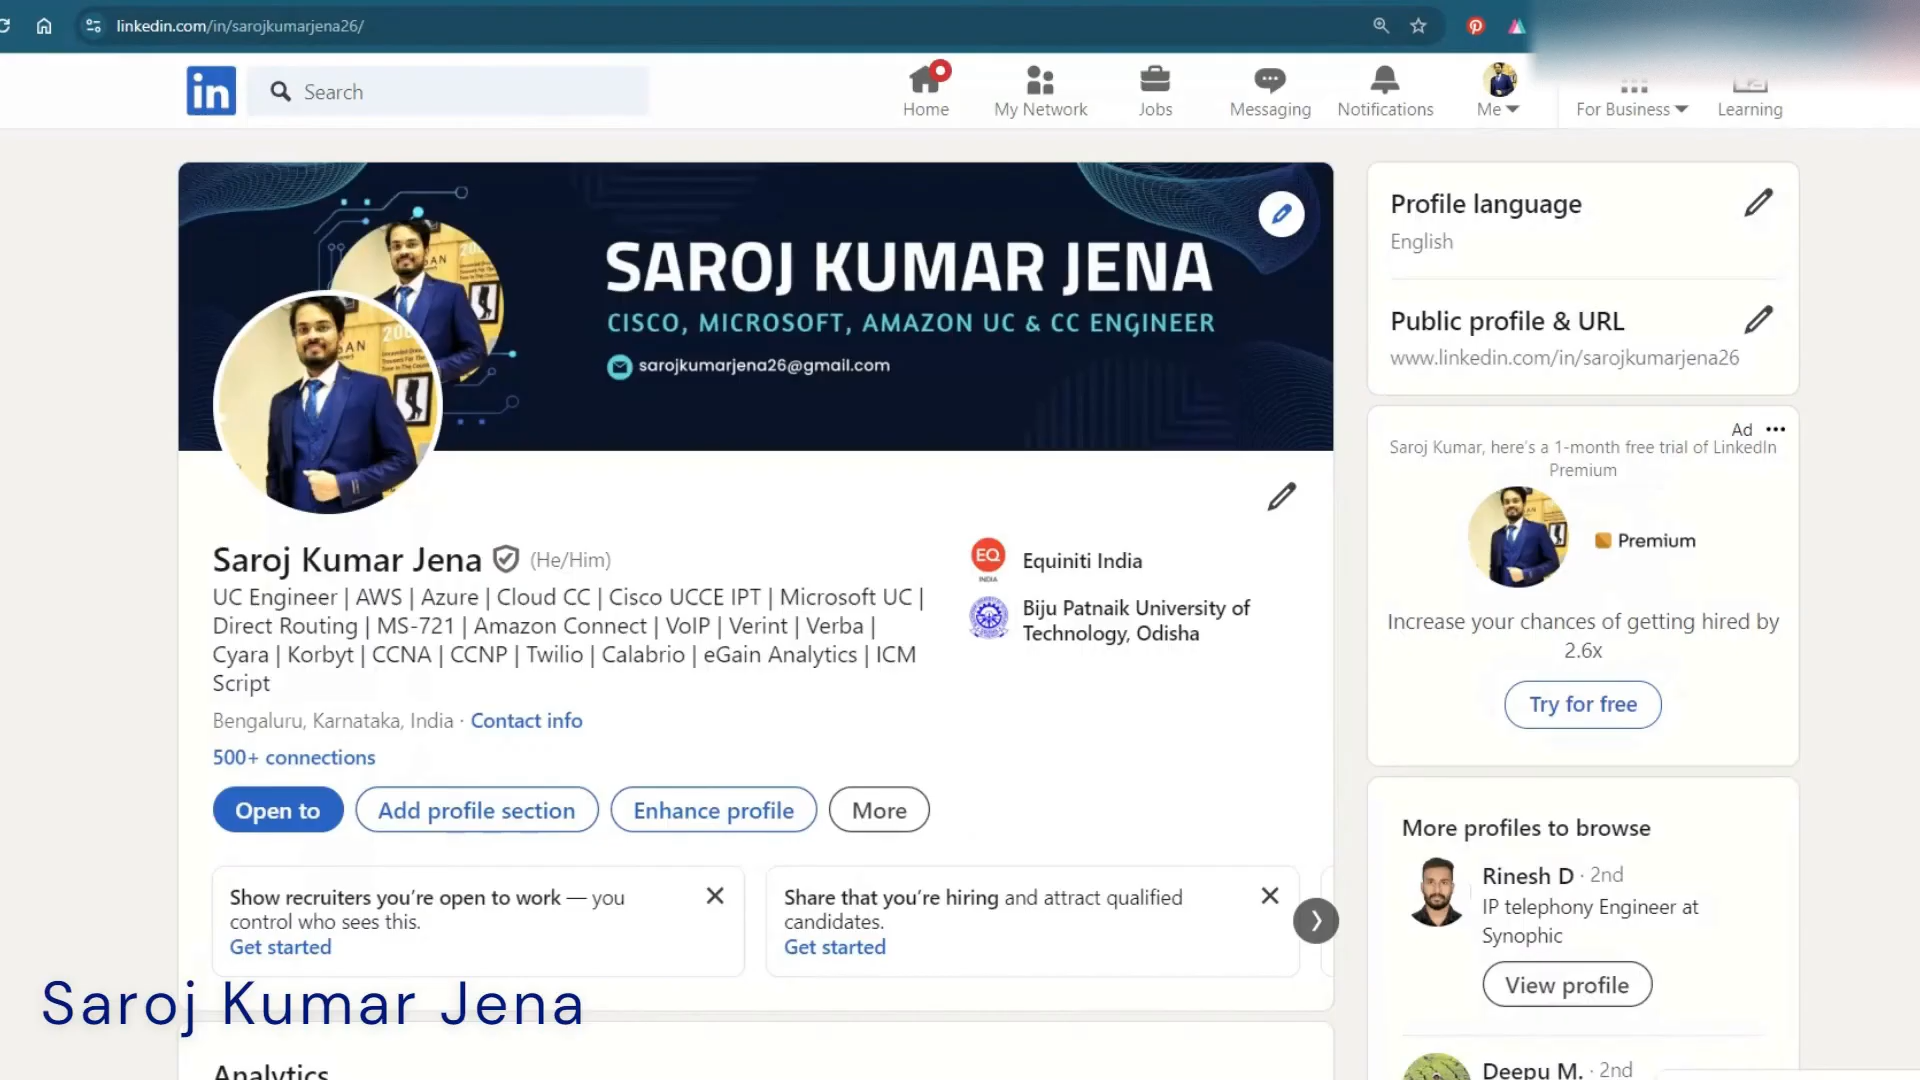 linkedin.com/in/sarojkumarjena26/
in
Search
Home
My Network
Jobs
Messaging
Notifications
Me
For Business
Learning
SAROJ KUMAR JENA
CISCO, MICROSOFT, AMAZON UC & CC ENGINEER
sarojkumarjena26@gmail.com
Saroj Kumar Jena (He/Him)
UC Engineer | AWS | Azure | Cloud CC | Cisco UCCE IPT | Microsoft UC |
Direct Routing | MS-721 | Amazon Connect | VoIP | Verint | Verba |
Cyara | Korbyt | CCNA | CCNP | Twilio | Calabrio | eGain Analytics | ICM
Script
Bengaluru, Karnataka, India · Contact info
500+ connections
Open to
Add profile section
Enhance profile
More
EQ
INDIA
Equiniti India
Biju Patnaik University of
Technology, Odisha
Show recruiters you're open to work — you
control who sees this.
Get started
Share that you're hiring and attract qualified
candidates.
Get started
Saroj Kumar Jena
Analytics
Profile language
English
Public profile & URL
www.linkedin.com/in/sarojkumarjena26
Ad
Saroj Kumar, here's a 1-month free trial of LinkedIn
Premium
Premium
Increase your chances of getting hired by
2.6x
Try for free
More profiles to browse
Rinesh D · 2nd
IP telephony Engineer at
Synophic
View profile
Deepu M. · 2nd